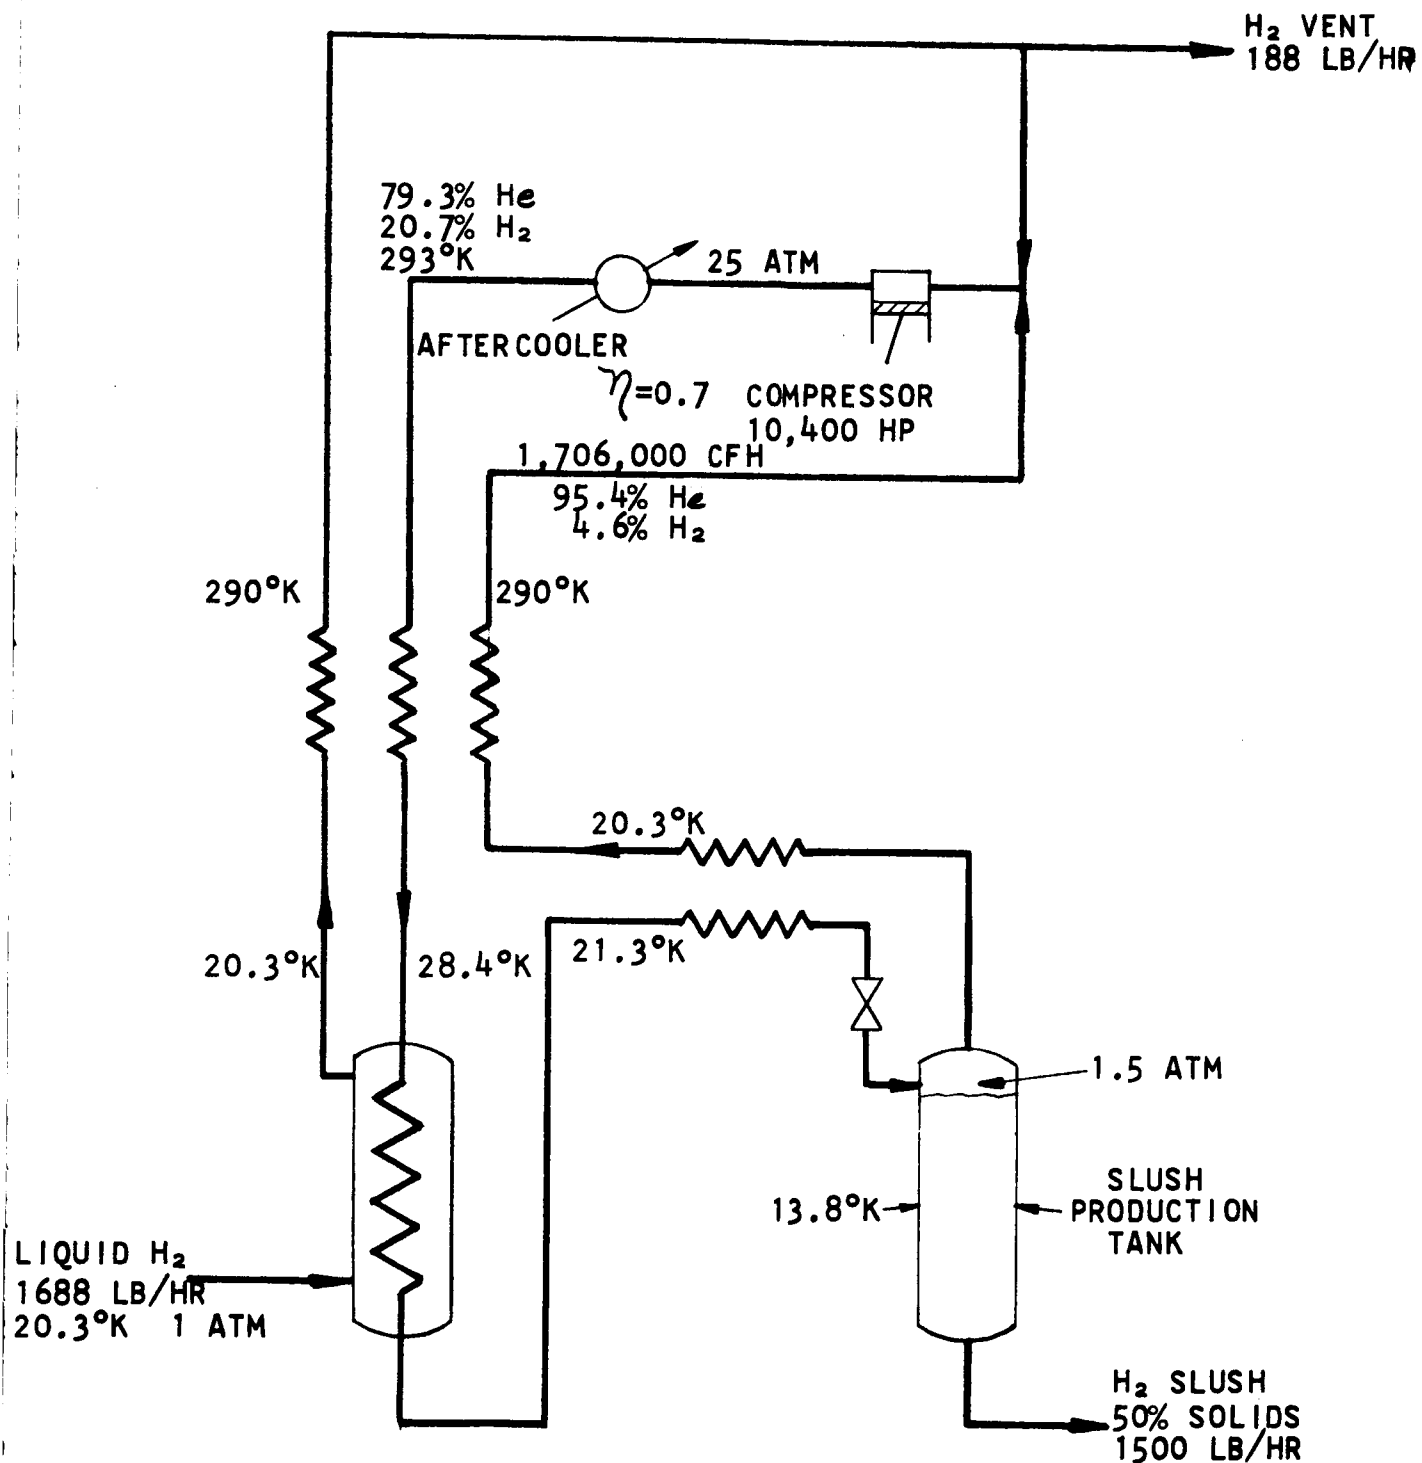 H₂ VENT
188 LB/HR
79.3% He
20.7% H₂
293°K
25 ATM
AFTERCOOLER
η=0.7
COMPRESSOR
10,400 HP
1,706,000 CFH
95.4% He
4.6% H₂
290°K
290°K
20.3°K
20.3°K
28.4°K
21.3°K
1.5 ATM
13.8°K
SLUSH
PRODUCTION
TANK
LIQUID H₂
1688 LB/HR
20.3°K 1 ATM
H₂ SLUSH
50% SOLIDS
1500 LB/HR